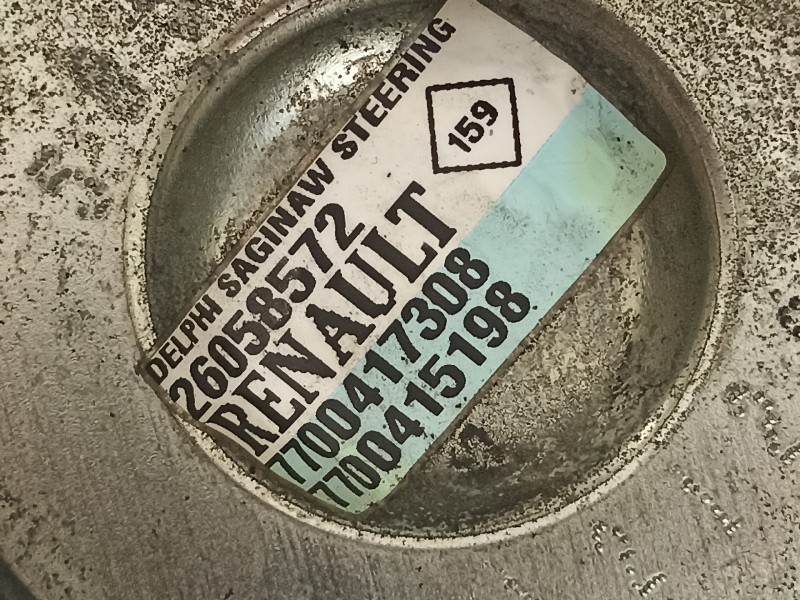 DELPHI SAGINAW STEERING
159
26058572
RENAULT
7700417308
7700415198